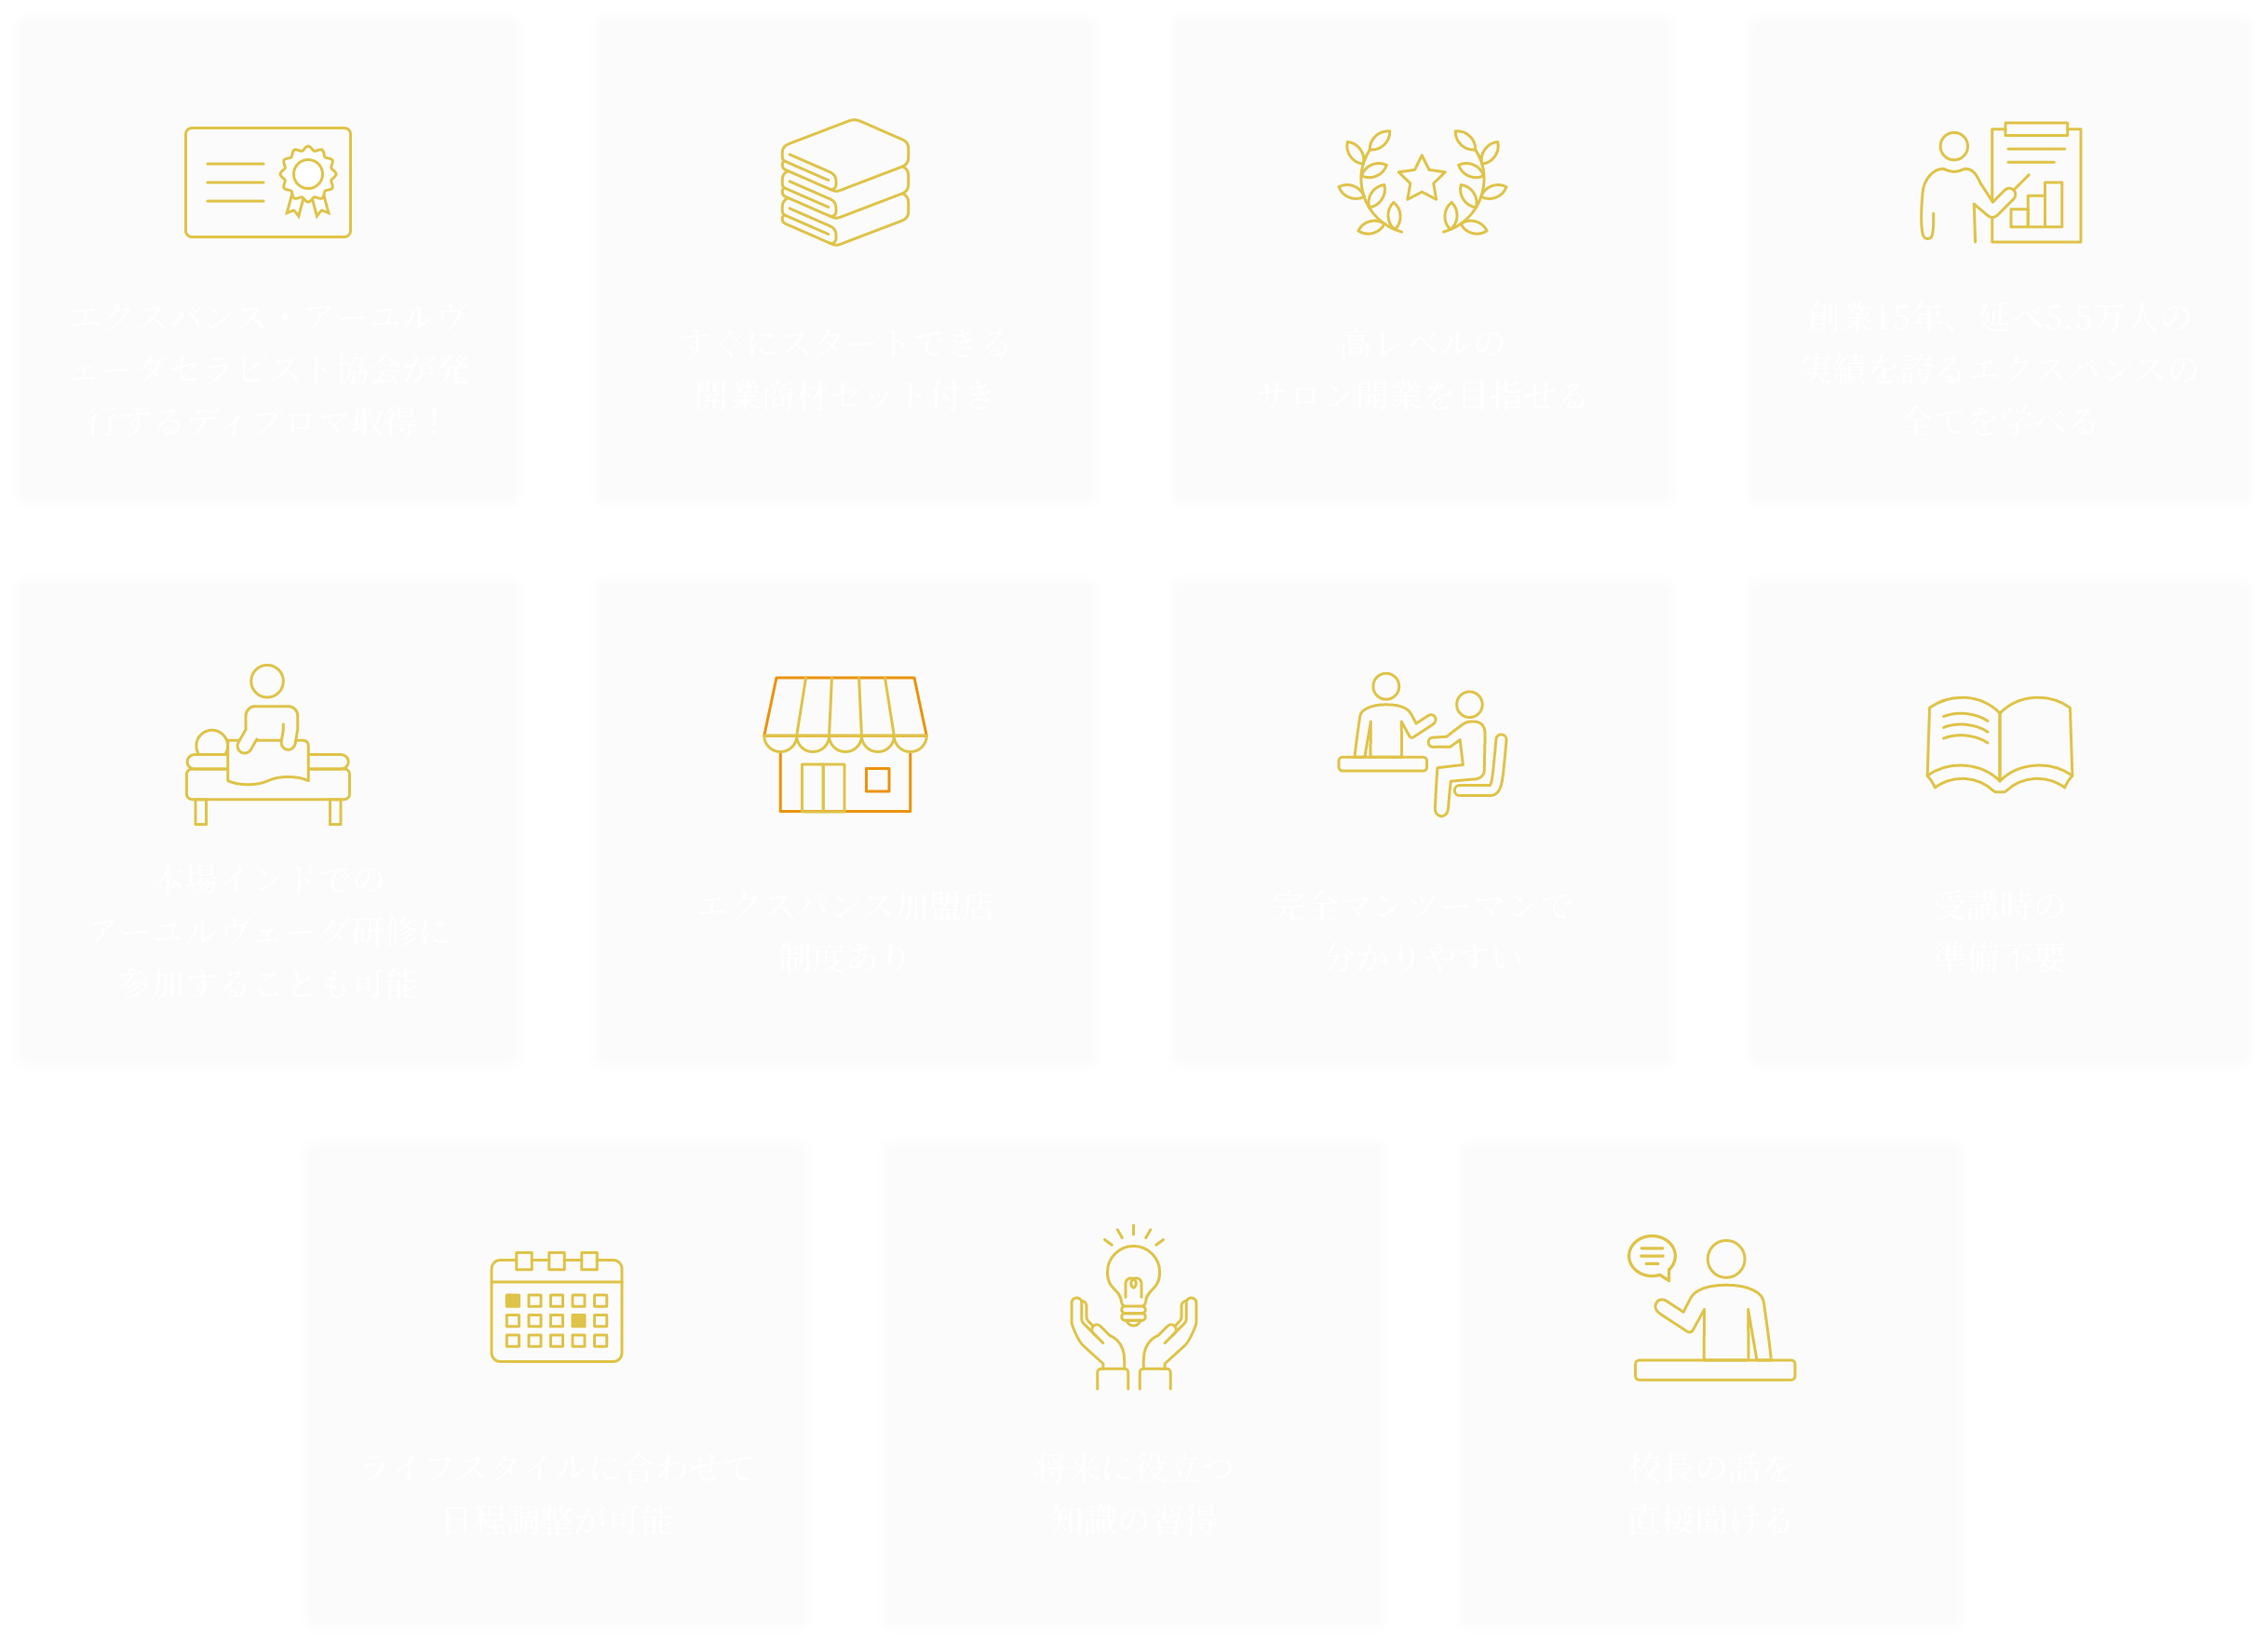 エクスパンス・アーユルヴ
ェーダセラピスト協会が発
行するディプロマ取得！
すぐにスタートできる
開業商材セット付き
高レベルの
サロン開業を目指せる
創業15年、延べ5.5万人の
実績を誇るエクスパンスの
全てを学べる
本場インドでの
アーユルヴェーダ研修に
参加することも可能
エクスパンス加盟店
制度あり
完全マンツーマンで
分かりやすい
受講時の
準備不要
ライフスタイルに合わせて
日程調整が可能
将来に役立つ
知識の習得
校長の話を
直接聞ける